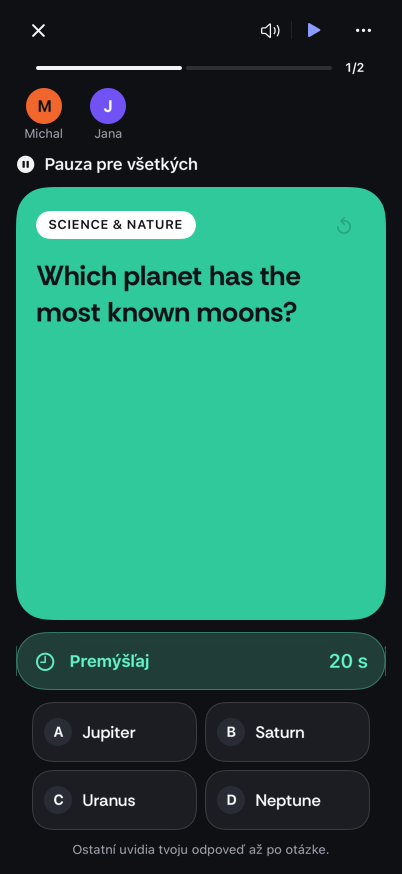 1/2
M
J
Michal
Jana
Pauza pre všetkých
SCIENCE & NATURE
Which planet has the
most known moons?
Premýšľaj
20 s
A Jupiter
B Saturn
C Uranus
D Neptune
Ostatní uvidia tvoju odpoveď až po otázke.